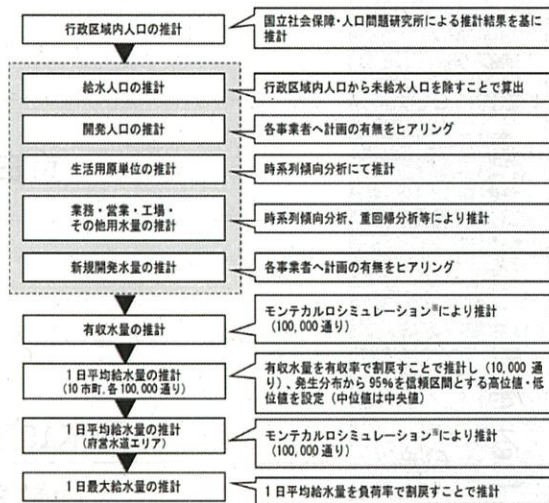 行政区域内人口の推計
国立社会保障・人口問題研究所による推計結果を基に
推計
給水人口の推計
行政区域内人口から未給水人口を除すことで算出
開発人口の推計
各事業者へ計画の有無をヒアリング
生活用原単位の推計
時系列傾向分析にて推計
業務・営業・工場・
その他用水量の推計
時系列傾向分析、重回帰分析等により推計
新規開発水量の推計
各事業者へ計画の有無をヒアリング
有収水量の推計
モンテカルロシミュレーション※により推計
(100,000 通り)
1日平均給水量の推計
(10 市町、各 100,000 通り)
有収水量を有収率で割戻すことで推計し (10,000 通
り)、発生分布から 95%を信頼区間とする高位値・低
位値を設定 (中位値は中央値)
1日平均給水量の推計
(府営水道エリア)
モンテカルロシミュレーション※により推計
(100,000 通り)
1日最大給水量の推計
1日平均給水量を負荷率で割戻すことで推計